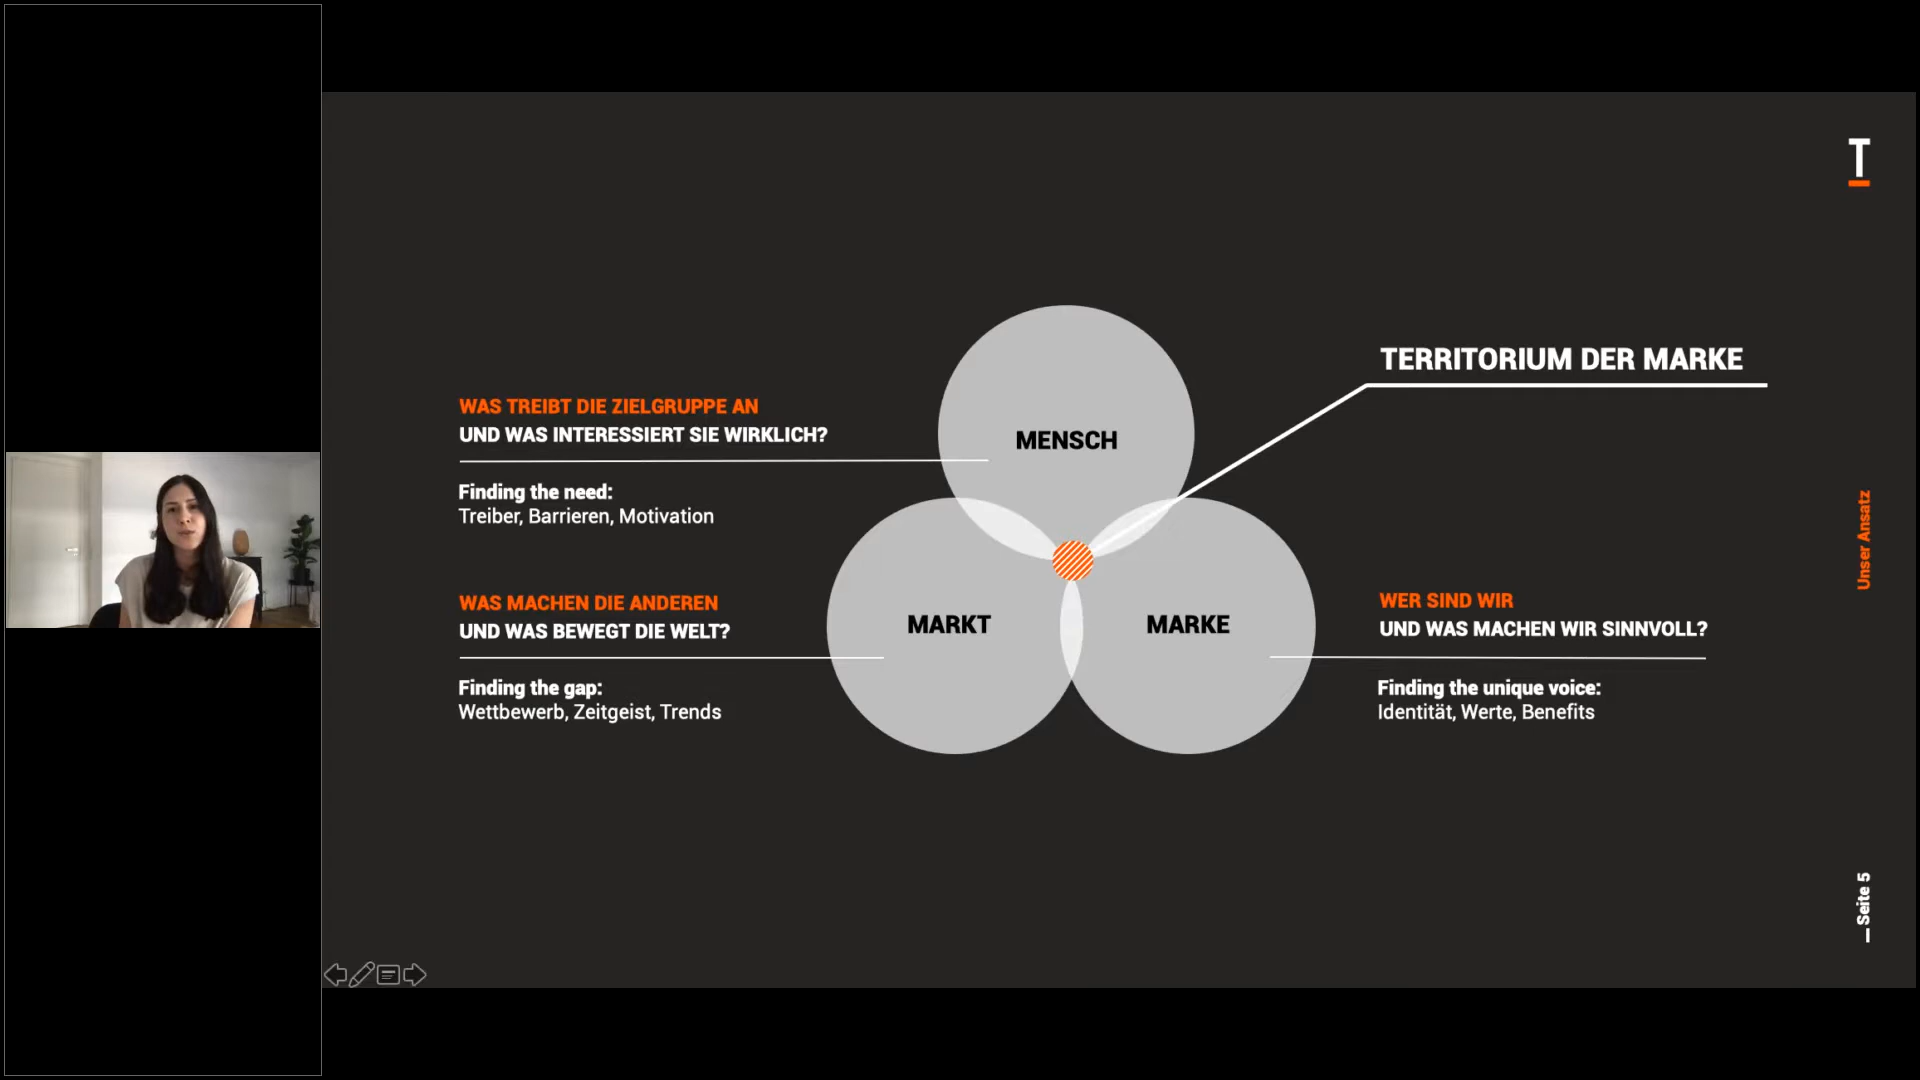 T
TERRITORIUM DER MARKE
WAS TREIBT DIE ZIELGRUPPE AN
UND WAS INTERESSIERT SIE WIRKLICH?
Finding the need:
Treiber, Barrieren, Motivation
MENSCH
WAS MACHEN DIE ANDEREN
UND WAS BEWEGT DIE WELT?
Finding the gap:
Wettbewerb, Zeitgeist, Trends
MARKT
MARKE
WER SIND WIR
UND WAS MACHEN WIR SINNVOLL?
Finding the unique voice:
Identität, Werte, Benefits
Unser Ansatz
_Seite 5